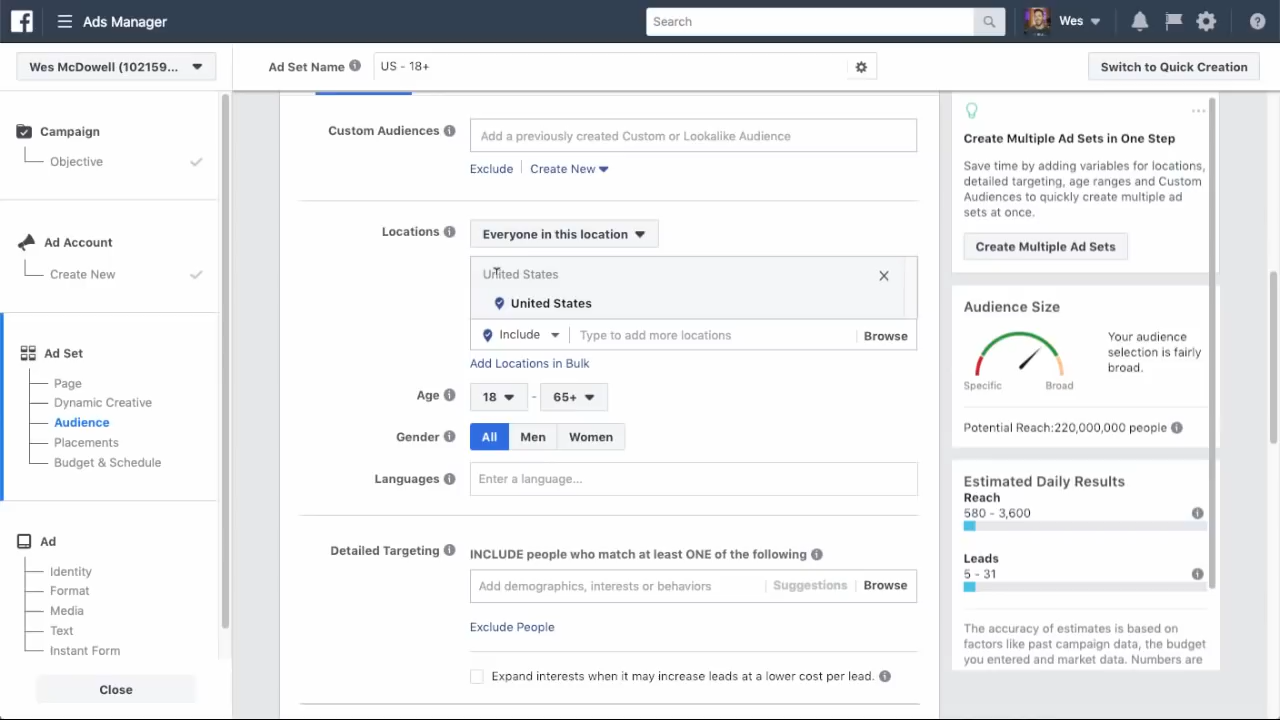 Ads Manager
Search
Wes
Wes McDowell (102159...
Ad Set Name
US - 18+
Switch to Quick Creation
Campaign
Objective
Ad Account
Create New
Ad Set
Page
Dynamic Creative
Audience
Placements
Budget & Schedule
Ad
Identity
Format
Media
Text
Instant Form
Close
Custom Audiences
Add a previously created Custom or Lookalike Audience
Exclude
Create New
Locations
Everyone in this location
United States
United States
Include
Type to add more locations
Browse
Add Locations in Bulk
Age
18
-
65+
Gender
All
Men
Women
Languages
Enter a language...
Detailed Targeting
INCLUDE people who match at least ONE of the following
Add demographics, interests or behaviors
Suggestions
Browse
Exclude People
Expand interests when it may increase leads at a lower cost per lead.
Create Multiple Ad Sets in One Step
Save time by adding variables for locations,
detailed targeting, age ranges and Custom
Audiences to quickly create multiple ad
sets at once.
Create Multiple Ad Sets
Audience Size
Specific
Broad
Your audience
selection is fairly
broad.
Potential Reach:220,000,000 people
Estimated Daily Results
Reach
580 - 3,600
Leads
5 - 31
The accuracy of estimates is based on
factors like past campaign data, the budget
you entered and market data. Numbers are